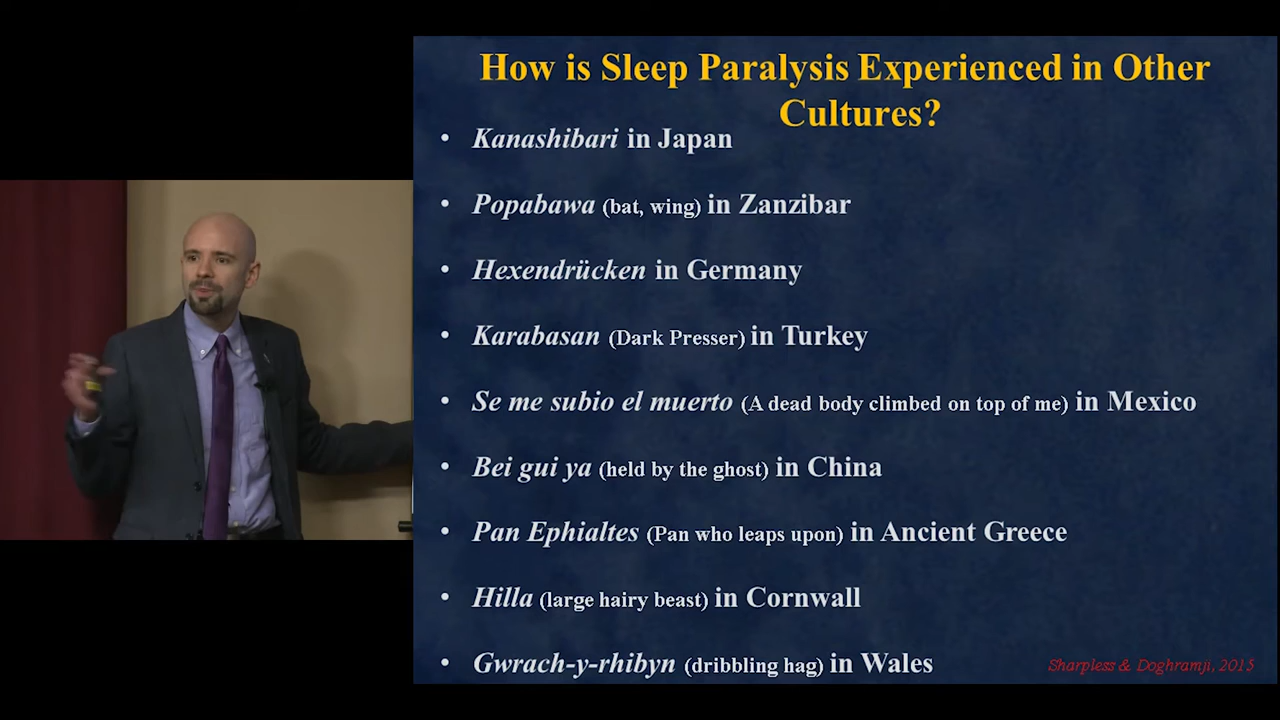 How is Sleep Paralysis Experienced in Other
Cultures?
• Kanashibari in Japan
• Popabawa (bat, wing) in Zanzibar
• Hexendrücken in Germany
• Karabasan (Dark Presser) in Turkey
• Se me subio el muerto (A dead body climbed on top of me) in Mexico
• Bei gui ya (held by the ghost) in China
• Pan Ephialtes (Pan who leaps upon) in Ancient Greece
• Hilla (large hairy beast) in Cornwall
• Gwrach-y-rhibyn (dribbling hag) in Wales
Sharpless & Doghramji, 2015